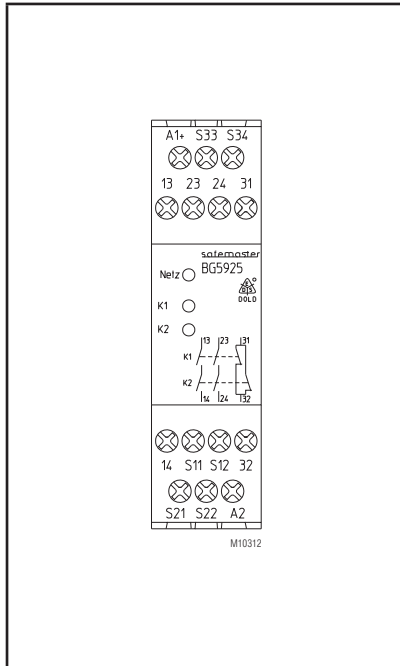 A1+ S33 S34
13 23 24 31
safemaster
Netz BG5925
DOLD
K1
K2
13 23 31
K1
K2
14 24 32
14 S11 S12 32
S21 S22 A2
M10312